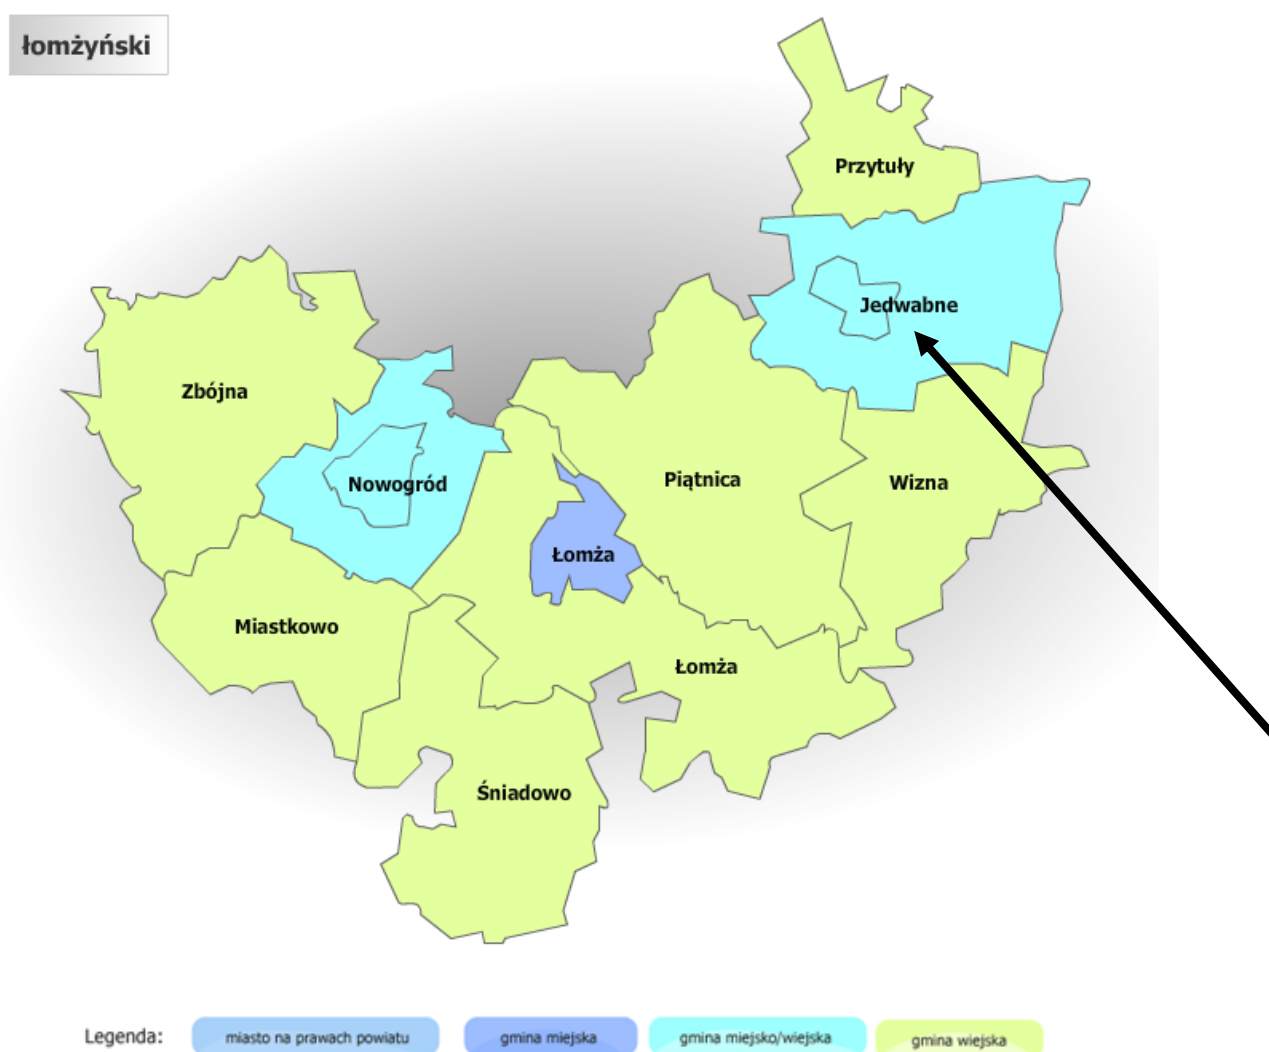 łomżyński
Przytuły
Jedwabne
Zbójna
Nowogród
Piątnica
Wizna
Łomża
Miastkowo
Łomża
Śniadowo
Legenda:
miasto na prawach powiatu
gmina miejska
gmina miejsko/wiejska
gmina wiejska